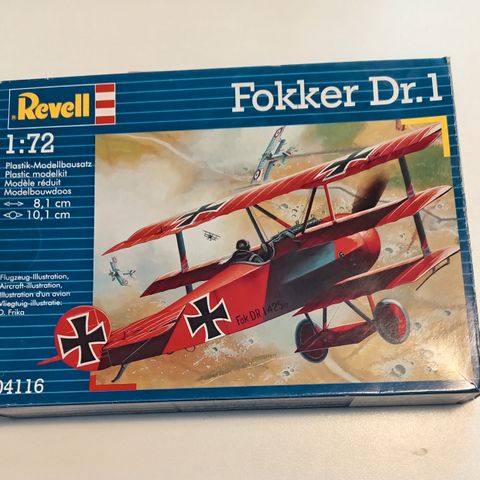 Revell
Fokker Dr.1
1:72
Plastik-Modellbausatz
Plastic modelkit
Modèle réduit
Modelbouwdoos
8,1 cm
10,1 cm
Flugzeug-Illustration,
Aircraft-illustration,
Illustration d'un avion
Vliegtuig-illustratie:
D. Frika
Fok DR.I 425
04116